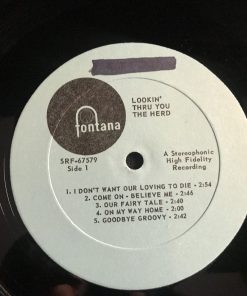 LOOKIN'
THRU YOU
THE HERD
fontana
SRF-67579
Side 1
A Stereophonic
High Fidelity
Recording
1. I DON'T WANT OUR LOVING TO DIE - 2:54
2. COME ON - BELIEVE ME - 2:46
3. OUR FAIRY TALE - 2:40
4. ON MY WAY HOME - 2:00
5. GOODBYE GROOVY - 2:42